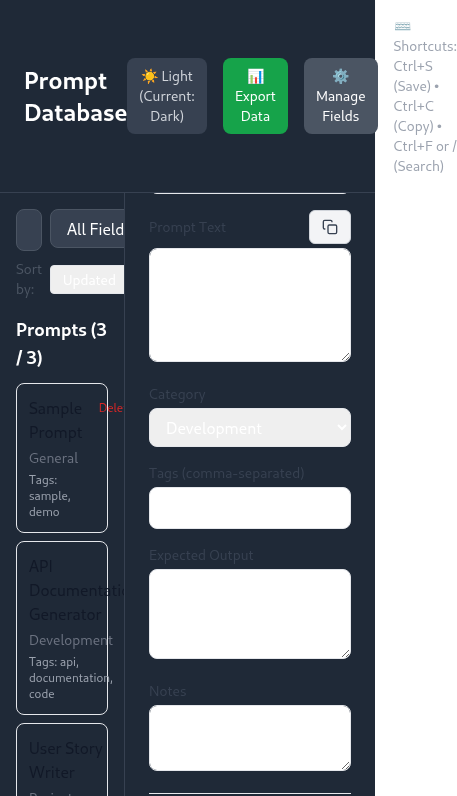 Prompt
Database
☀️ Light
(Current:
Dark)
📊
Export
Data
⚙️
Manage
Fields
⌨️
Shortcuts:
Ctrl+S
(Save) •
Ctrl+C
(Copy) •
Ctrl+F or /
(Search)
All Field
Sort
by:
Updated
Prompts (3
/ 3)
Sample
Prompt
Dele
General
Tags:
sample,
demo
API
Documentatio
Generator
Development
Tags: api,
documentation,
code
User Story
Writer
Prompt Text
Category
Development
Tags (comma-separated)
Expected Output
Notes